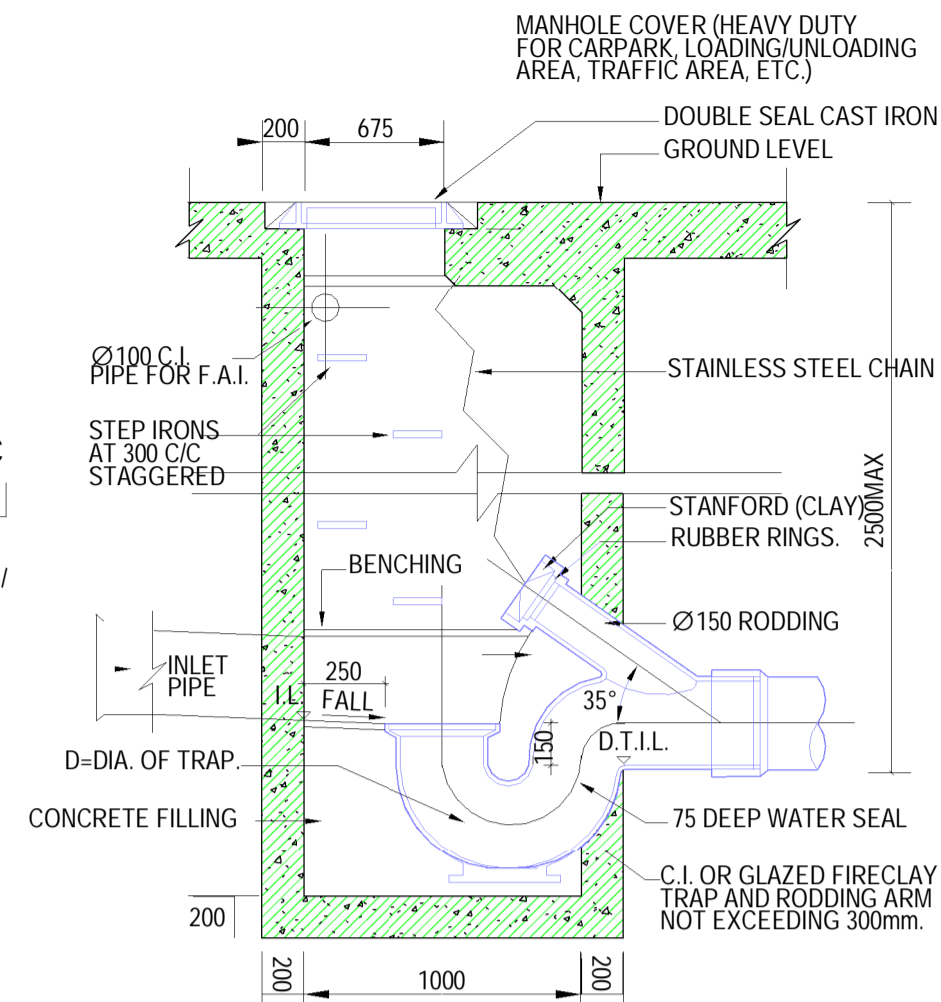 MANHOLE COVER (HEAVY DUTY
FOR CARPARK, LOADING/UNLOADING
AREA, TRAFFIC AREA, ETC.)
DOUBLE SEAL CAST IRON
GROUND LEVEL
200
675
Ø100 C.I.
PIPE FOR F.A.I.
STAINLESS STEEL CHAIN
STEP IRONS
AT 300 C/C
STAGGERED
2500MAX
STANFORD (CLAY)
RUBBER RINGS.
BENCHING
Ø150 RODDING
INLET
PIPE
250
I.L.
FALL
35°
150
D.T.I.L.
D=DIA. OF TRAP.
CONCRETE FILLING
75 DEEP WATER SEAL
C.I. OR GLAZED FIRECLAY
TRAP AND RODDING ARM
NOT EXCEEDING 300mm.
200
200
1000
200